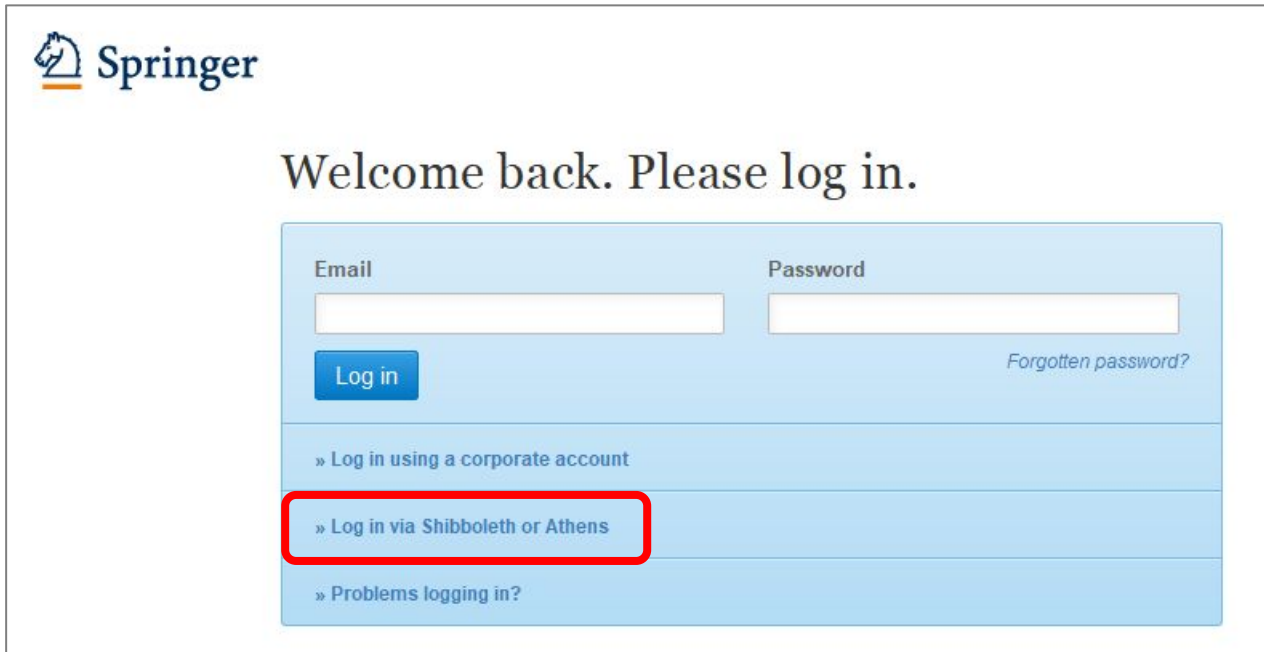 Springer
Welcome back. Please log in.
Email
Password
Log in
Forgotten password?
» Log in using a corporate account
» Log in via Shibboleth or Athens
» Problems logging in?